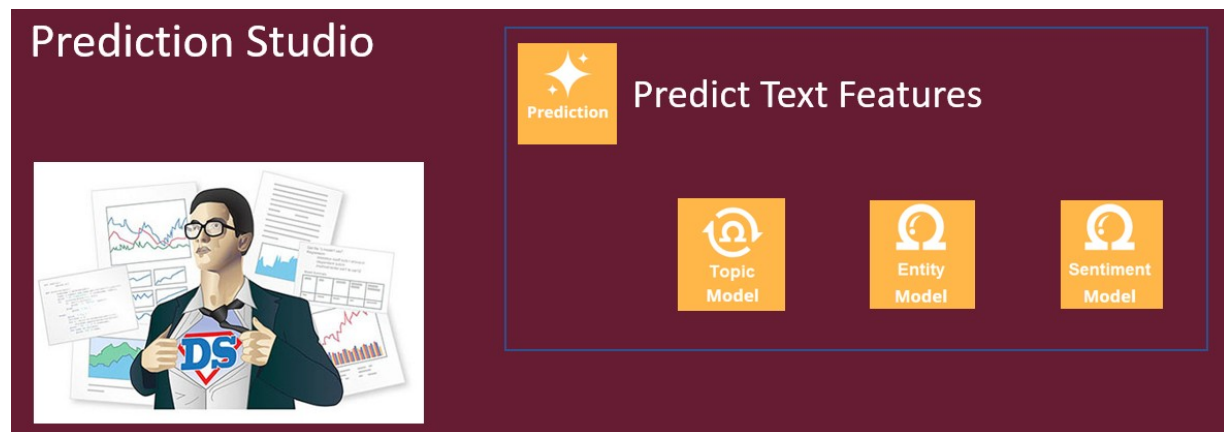 Prediction Studio
Prediction
Predict Text Features
Topic
Model
Entity
Model
Sentiment
Model
DS